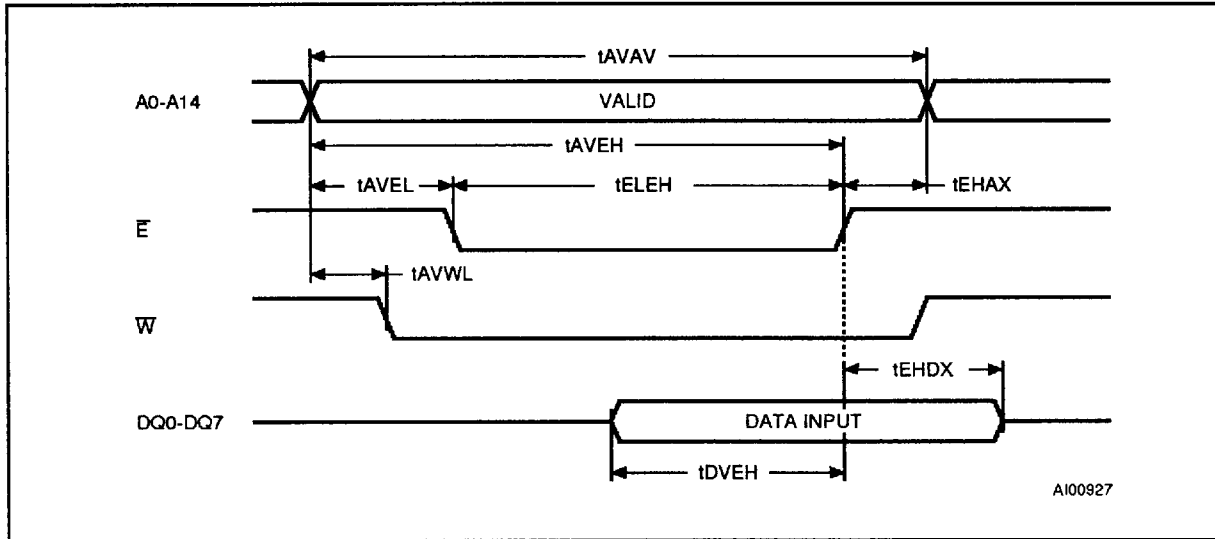 tAVAV
A0-A14
VALID
tAVEH
tAVEL
tELEH
tEHAX
E̅
tAVWL
W̅
tEHDX
DQ0-DQ7
DATA INPUT
tDVEH
AI00927